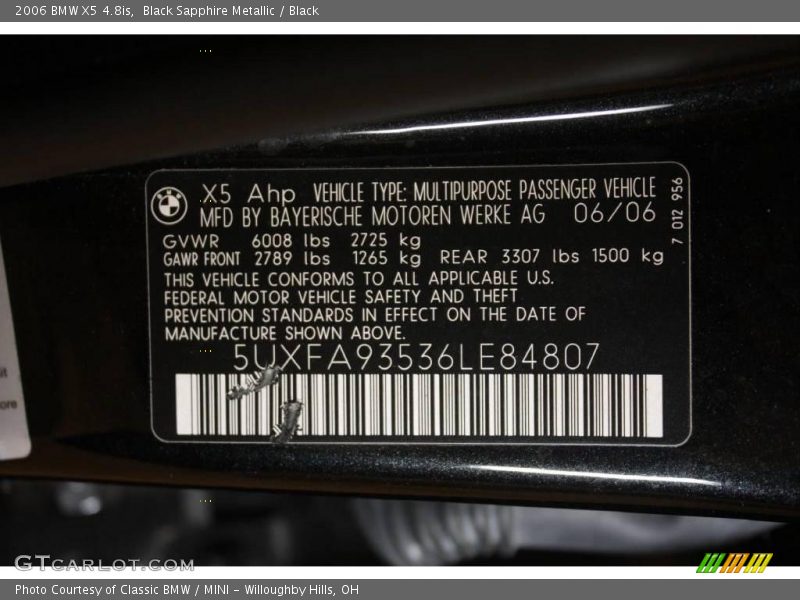 2006 BMW X5 4.8is, Black Sapphire Metallic / Black
X5 Ahp VEHICLE TYPE: MULTIPURPOSE PASSENGER VEHICLE
MFD BY BAYERISCHE MOTOREN WERKE AG 06/06
7 012 956
GVWR 6008 lbs 2725 kg
GAWR FRONT 2789 lbs 1265 kg REAR 3307 lbs 1500 kg
THIS VEHICLE CONFORMS TO ALL APPLICABLE U.S.
FEDERAL MOTOR VEHICLE SAFETY AND THEFT
PREVENTION STANDARDS IN EFFECT ON THE DATE OF
MANUFACTURE SHOWN ABOVE.
5UXFA93536LE84807
GTCARLOT.COM
Photo Courtesy of Classic BMW / MINI - Willoughby Hills, OH